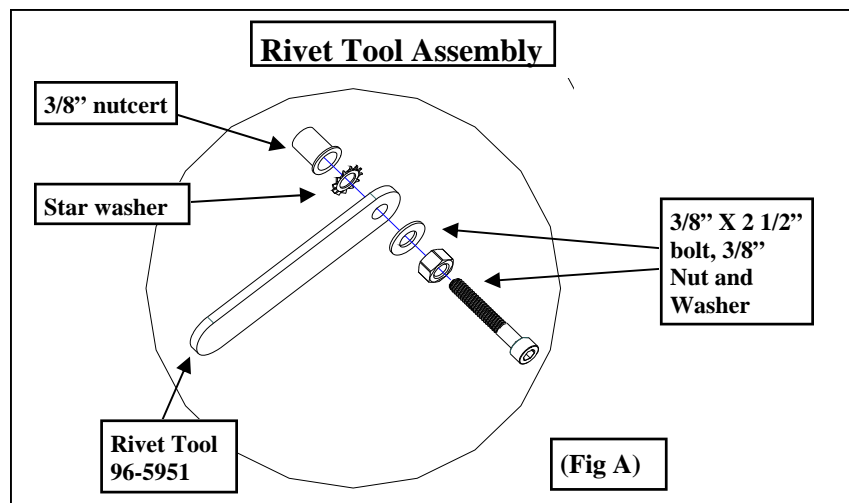 Rivet Tool Assembly
3/8” nutcert
Star washer
3/8” X 2 1/2”
bolt, 3/8”
Nut and
Washer
Rivet Tool
96-5951
(Fig A)